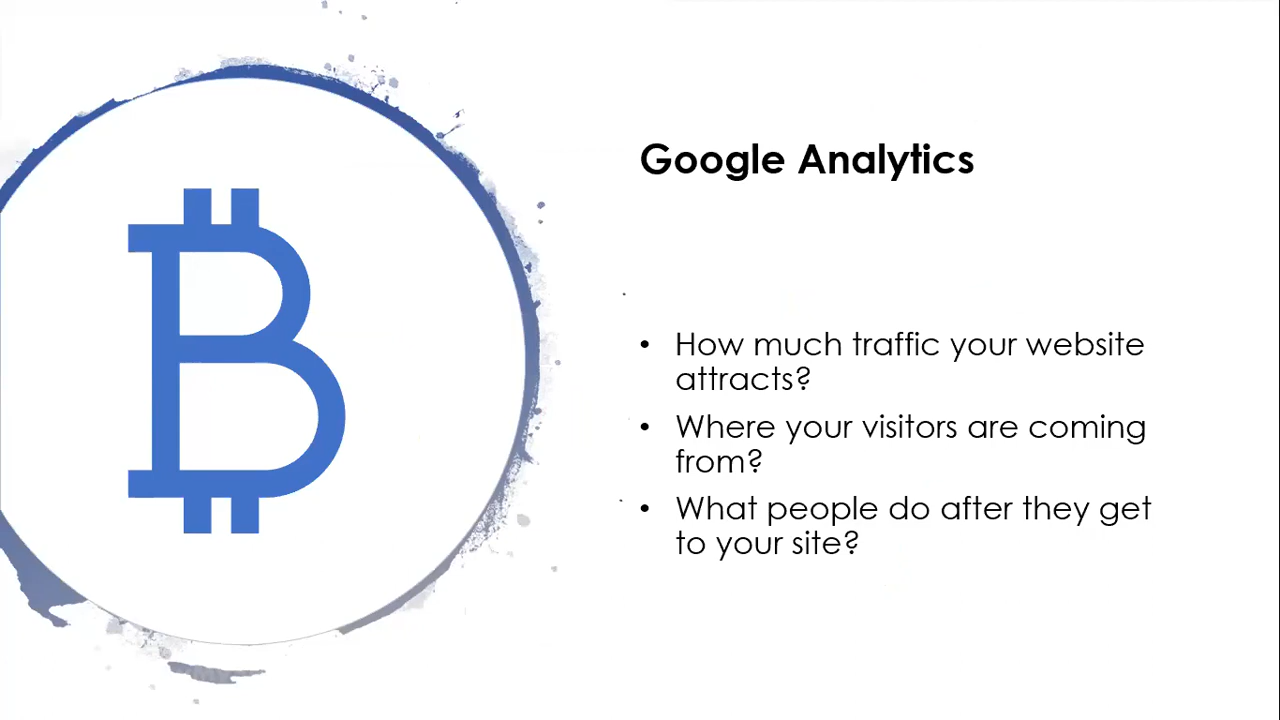 Google Analytics
• How much traffic your website
attracts?
• Where your visitors are coming
from?
• What people do after they get
to your site?